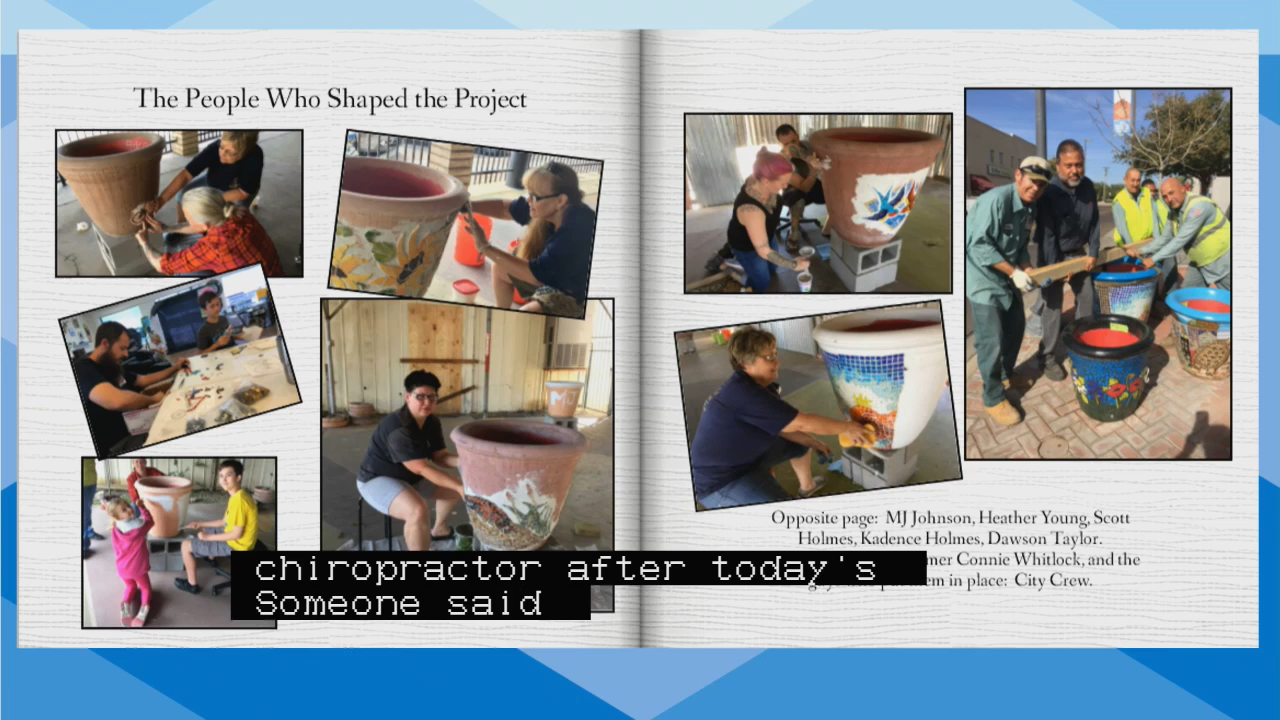 The People Who Shaped the Project
MO
Opposite page: MJ Johnson, Heather Young, Scott
Holmes, Kadence Holmes, Dawson Taylor.
mer Connie Whitlock, and the
em in place: City Crew.
chiropractor after today's
Someone said